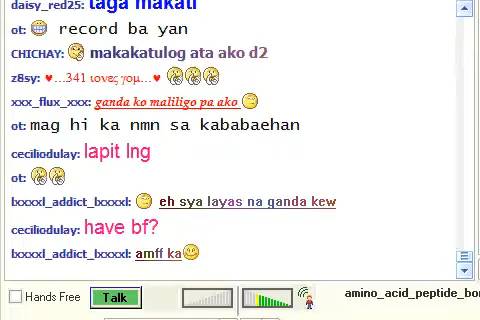 daisy_red25: taga makati
ot: record ba yan
CHICHAY: makakatulog ata ako d2
z8sy: ♥...341 ιονες γομ...♥
xxx_flux_xxx: ganda ko maliligo pa ako
ot: mag hi ka nmn sa kababaehan
ceciliodulay: lapit lng
ot:
lxxxxl_addict_lxxxxl: eh sya layas na ganda kew
ceciliodulay: have bf?
lxxxxl_addict_lxxxxl: amff ka
Hands Free Talk amino_acid_peptide_bo